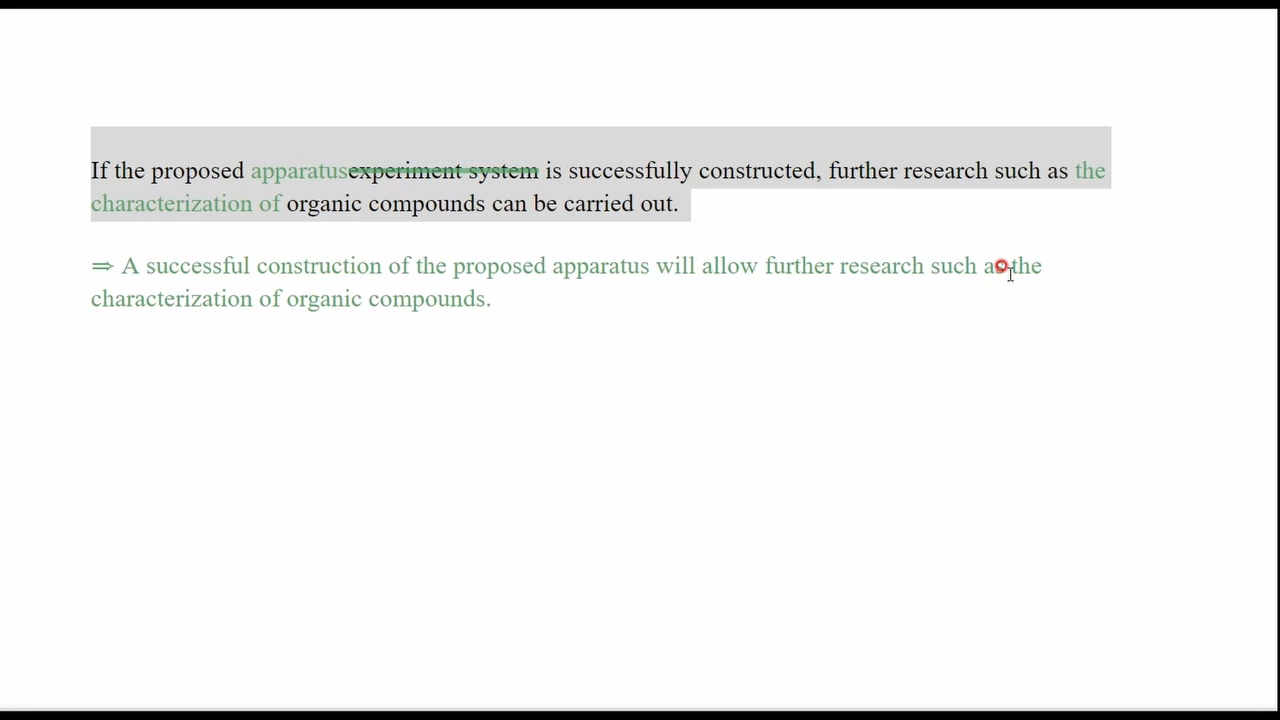 If the proposed apparatusexperiment system is successfully constructed, further research such as the
characterization of organic compounds can be carried out.
⇒ A successful construction of the proposed apparatus will allow further research such as the
characterization of organic compounds.